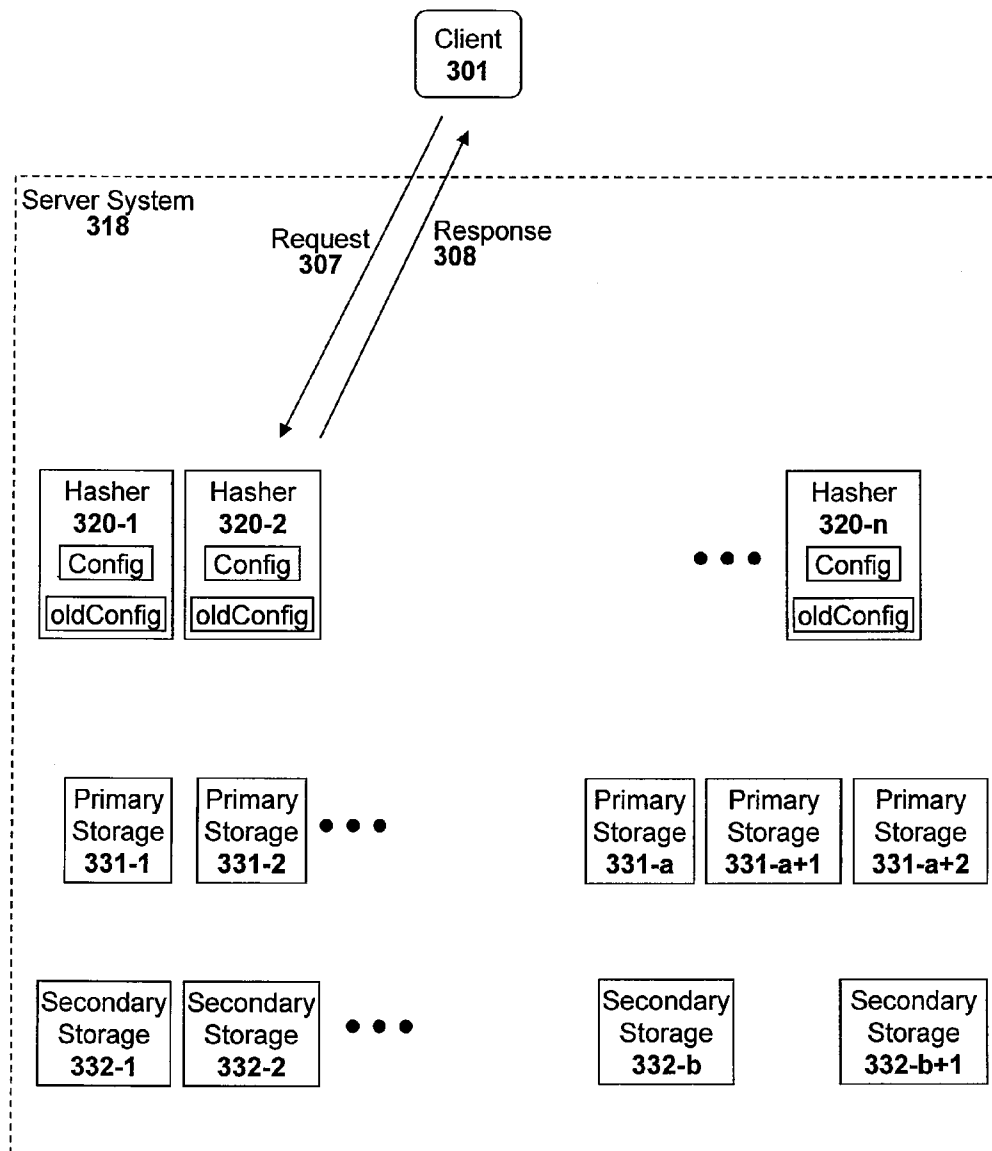 Client
301
Server System
318
Request
307
Response
308
Hasher
320-1
Config
oldConfig
Hasher
320-2
Config
oldConfig
Hasher
320-n
Config
oldConfig
Primary
Storage
331-1
Primary
Storage
331-2
Primary
Storage
331-a
Primary
Storage
331-a+1
Primary
Storage
331-a+2
Secondary
Storage
332-1
Secondary
Storage
332-2
Secondary
Storage
332-b
Secondary
Storage
332-b+1